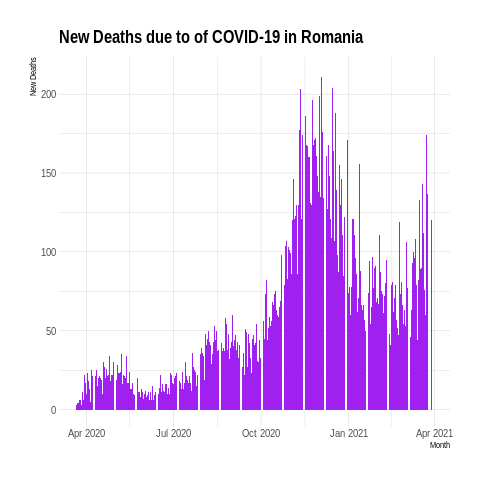 New Deaths due to of COVID-19 in Romania
New Deaths
200
150
100
50
0
Apr 2020 Jul 2020 Oct 2020 Jan 2021 Apr 2021
Month